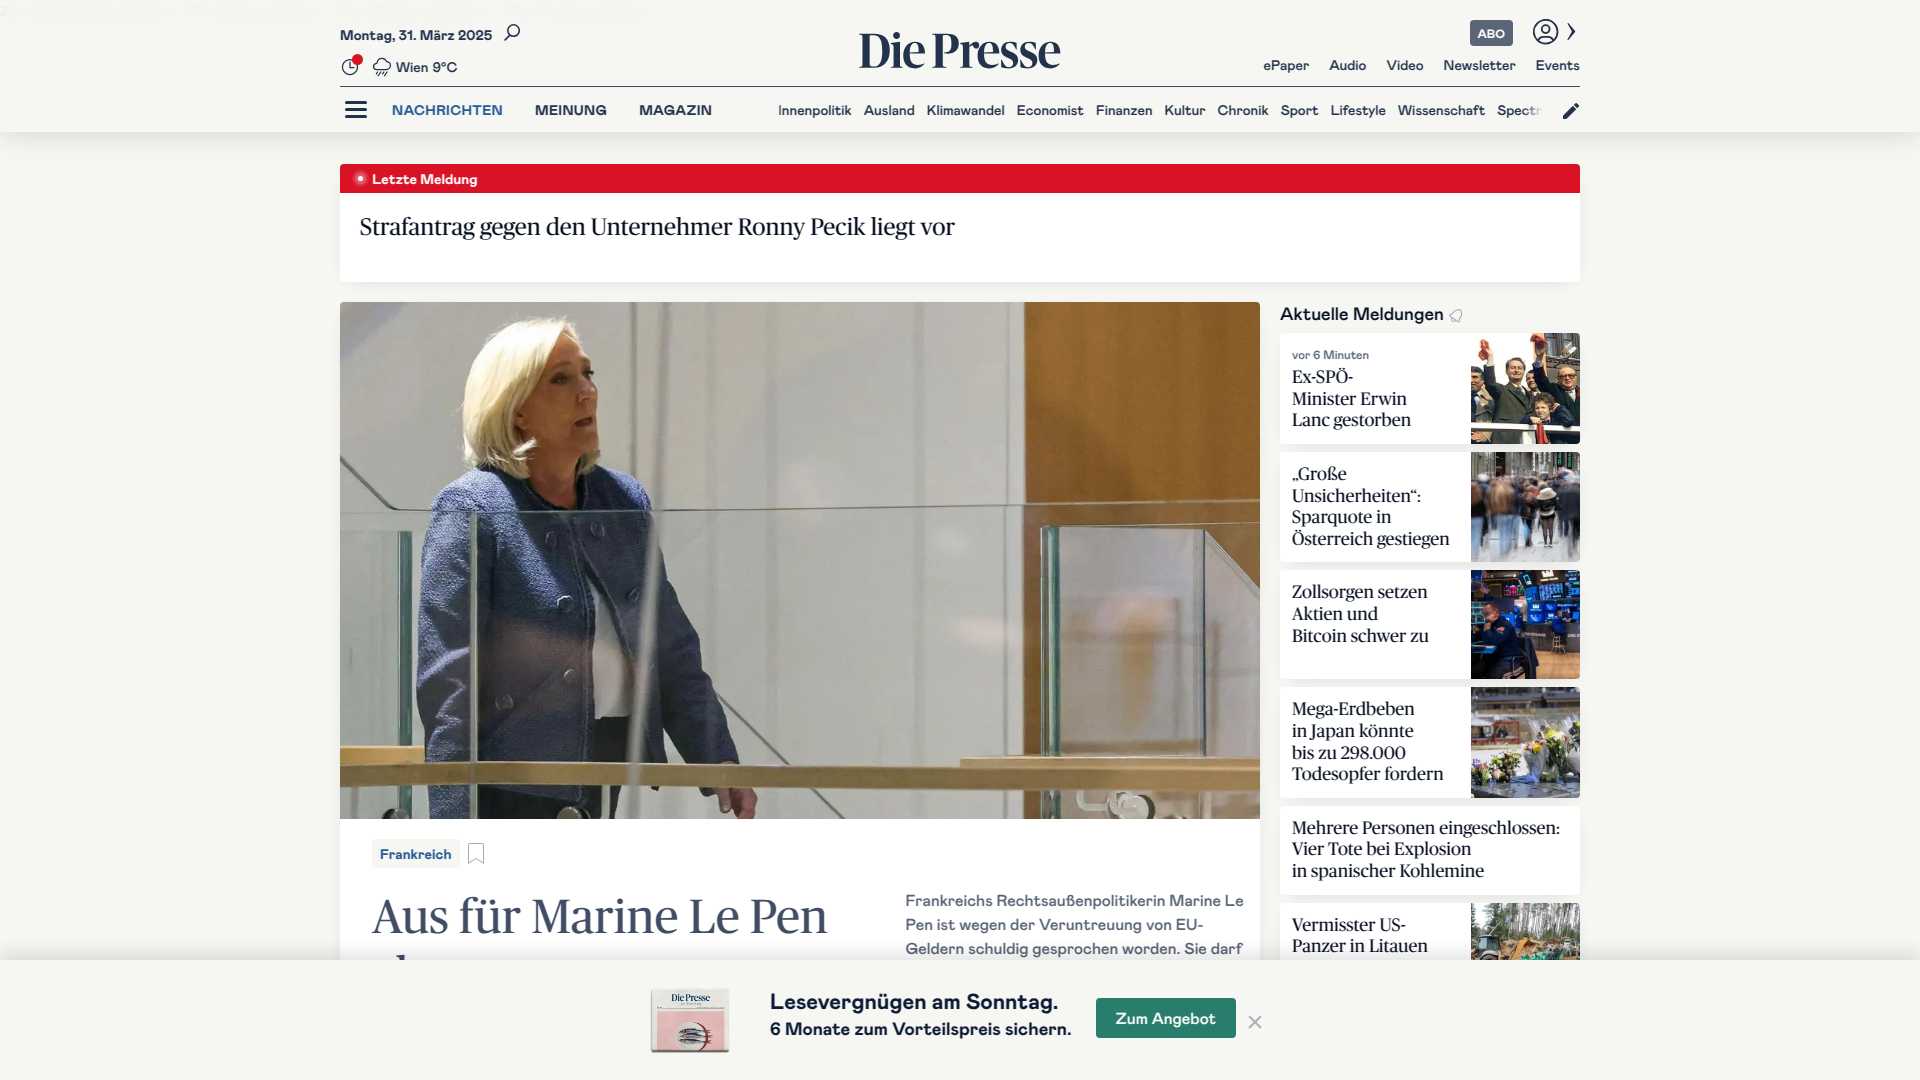 Montag, 31. März 2025
Die Presse
ABO
Wien 9°C
ePaper Audio Video Newsletter Events
NACHRICHTEN MEINUNG MAGAZIN
Innenpolitik Ausland Klimawandel Economist Finanzen Kultur Chronik Sport Lifestyle Wissenschaft Spectr
Letzte Meldung
Strafantrag gegen den Unternehmer Ronny Pecik liegt vor
Frankreich
Aus für Marine Le Pen
Frankreichs Rechtsaußenpolitikerin Marine Le
Pen ist wegen der Veruntreuung von EU-
Geldern schuldig gesprochen worden. Sie darf
Aktuelle Meldungen
vor 6 Minuten
Ex-SPÖ-
Minister Erwin
Lanc gestorben
„Große
Unsicherheiten“:
Sparquote in
Österreich gestiegen
Zollsorgen setzen
Aktien und
Bitcoin schwer zu
Mega-Erdbeben
in Japan könnte
bis zu 298.000
Todesopfer fordern
Mehrere Personen eingeschlossen:
Vier Tote bei Explosion
in spanischer Kohlemine
Vermisster US-
Panzer in Litauen
Die Presse
Lesevergnügen am Sonntag.
6 Monate zum Vorteilspreis sichern.
Zum Angebot